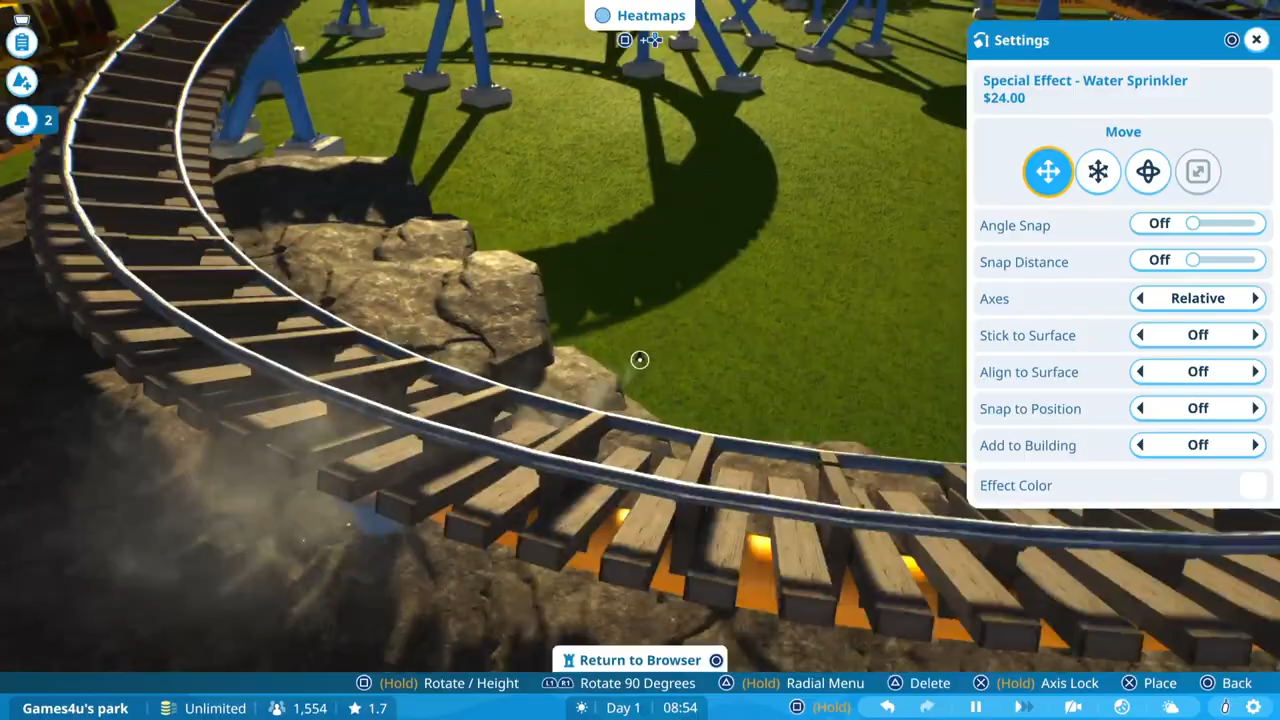 Heatmaps
2
Settings
Special Effect - Water Sprinkler
$24.00
Move
Angle Snap Off
Snap Distance Off
Axes Relative
Stick to Surface Off
Align to Surface Off
Snap to Position Off
Add to Building Off
Effect Color
Return to Browser
(Hold) Rotate / Height L1 R1 Rotate 90 Degrees (Hold) Radial Menu Delete (Hold) Axis Lock Place Back
Games4u's park Unlimited 1,554 1.7 Day 1 08:54 (Hold)